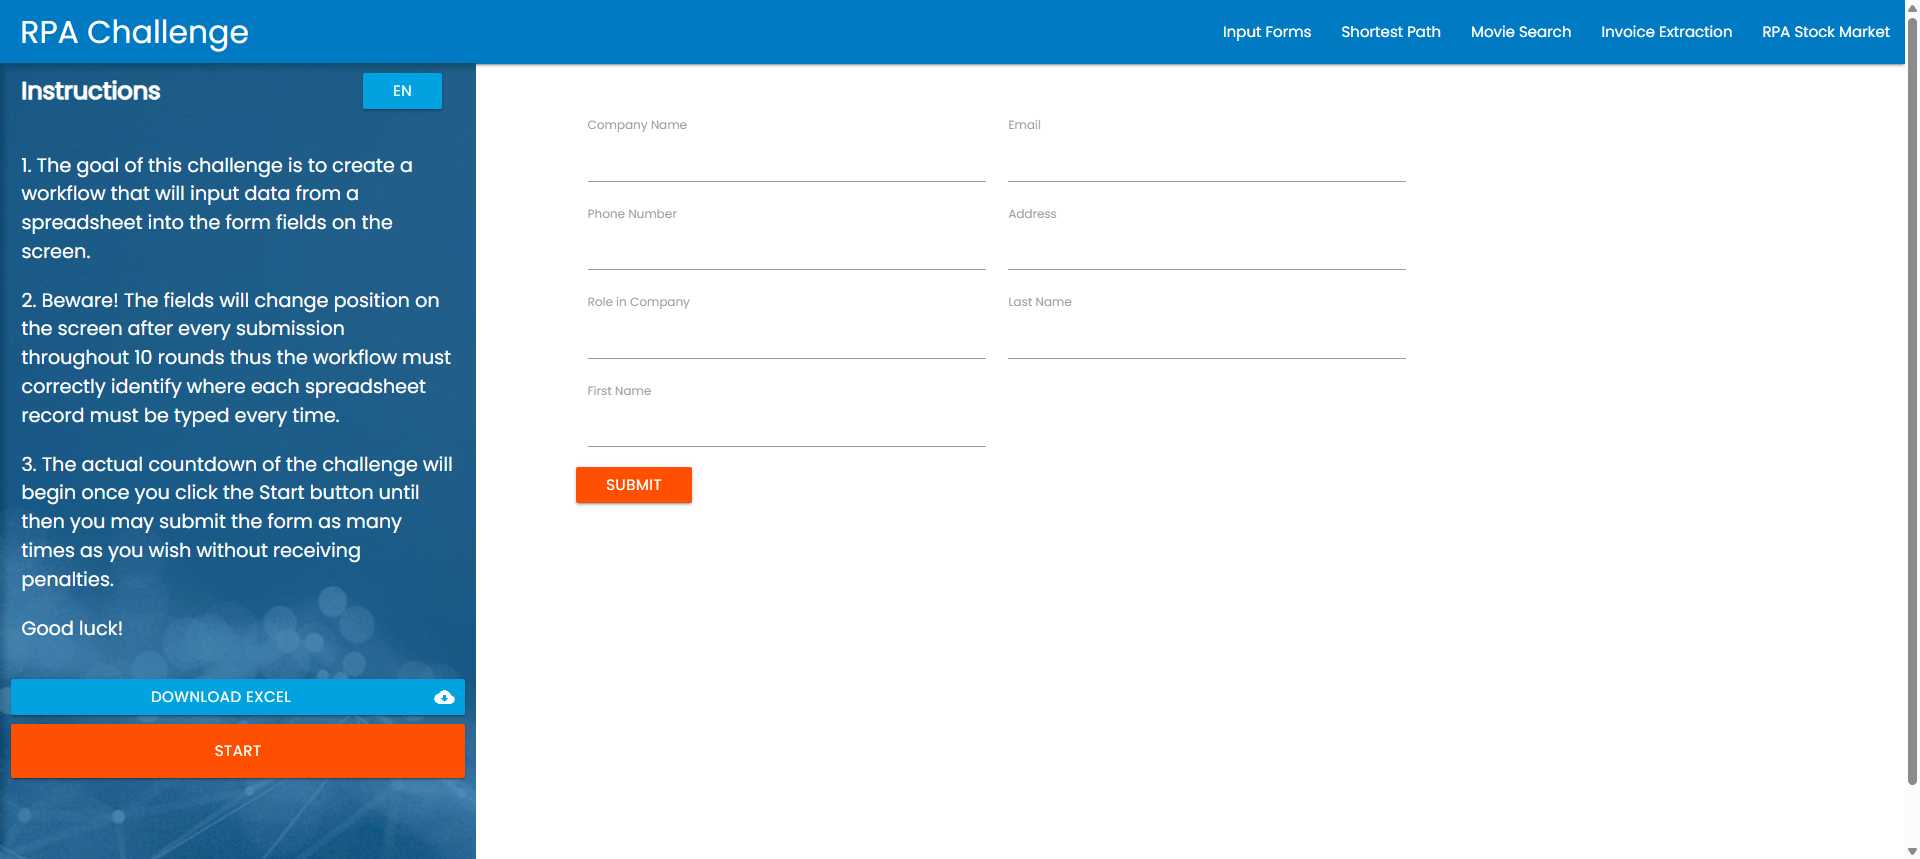 RPA Challenge
Input Forms
Shortest Path
Movie Search
Invoice Extraction
RPA Stock Market
Instructions
EN
1. The goal of this challenge is to create a
workflow that will input data from a
spreadsheet into the form fields on the
screen.
2. Beware! The fields will change position on
the screen after every submission
throughout 10 rounds thus the workflow must
correctly identify where each spreadsheet
record must be typed every time.
3. The actual countdown of the challenge will
begin once you click the Start button until
then you may submit the form as many
times as you wish without receiving
penalties.
Good luck!
DOWNLOAD EXCEL
START
Company Name
Email
Phone Number
Address
Role in Company
Last Name
First Name
SUBMIT